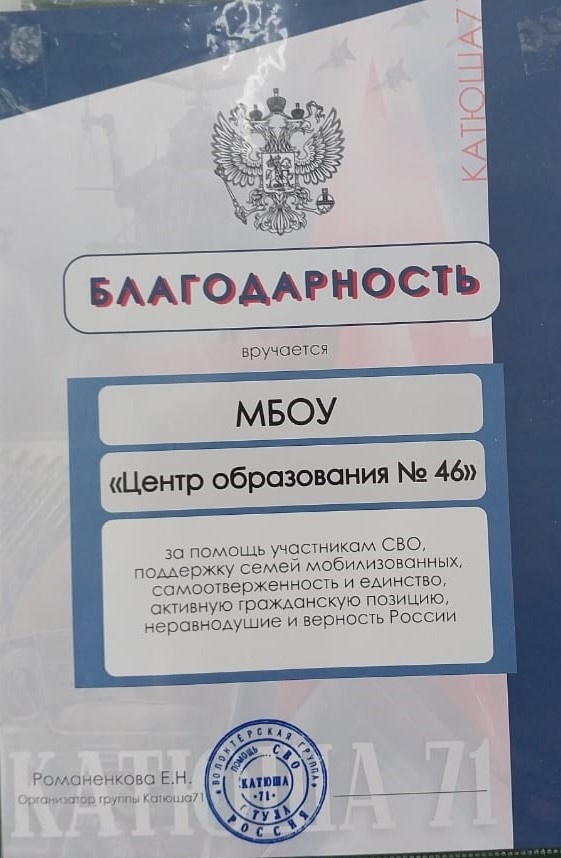 КАТЮША71
БЛАГОДАРНОСТЬ
вручается
МБОУ
«Центр образования № 46»
за помощь участникам СВО,
поддержку семей мобилизованных,
самоотверженность и единство,
активную гражданскую позицию,
неравнодушие и верность России
КАТЮША 71
Романенкова Е.Н.
Организатор группы Катюша71
ВОЛОНТЕРСКАЯ ГРУППА
ПОМОЩЬ СВО
КАТЮША
·71·
Г. ТУЛА
РОССИЯ